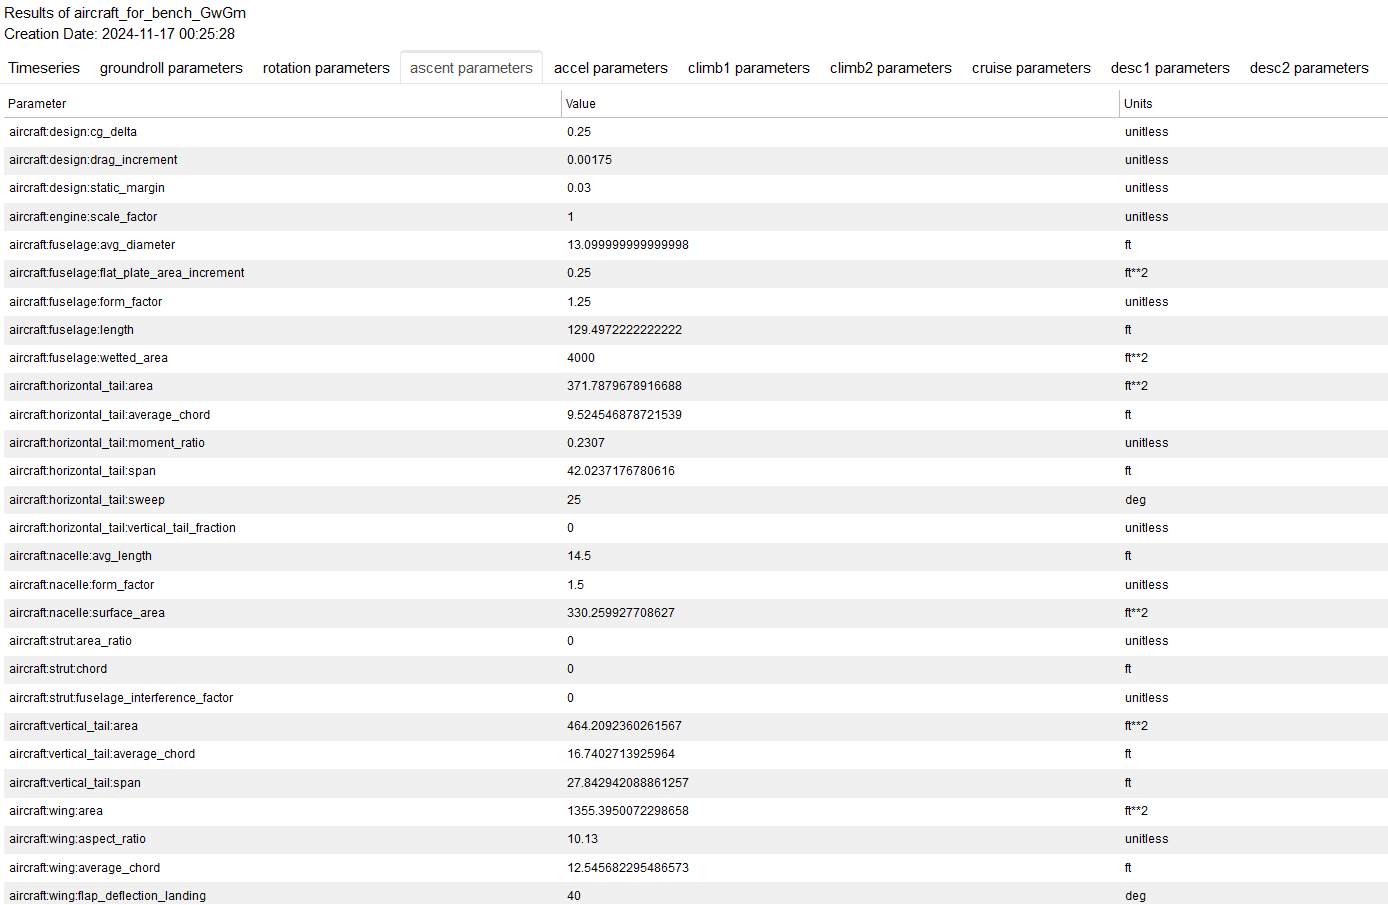 Results of aircraft_for_bench_GwGm
Creation Date: 2024-11-17 00:25:28
Timeseries groundroll parameters rotation parameters ascent parameters accel parameters climb1 parameters climb2 parameters cruise parameters desc1 parameters desc2 parameters
Parameter Value Units
aircraft:design:cg_delta 0.25 unitless
aircraft:design:drag_increment 0.00175 unitless
aircraft:design:static_margin 0.03 unitless
aircraft:engine:scale_factor 1 unitless
aircraft:fuselage:avg_diameter 13.099999999999998 ft
aircraft:fuselage:flat_plate_area_increment 0.25 ft**2
aircraft:fuselage:form_factor 1.25 unitless
aircraft:fuselage:length 129.4972222222222 ft
aircraft:fuselage:wetted_area 4000 ft**2
aircraft:horizontal_tail:area 371.7879678916688 ft**2
aircraft:horizontal_tail:average_chord 9.524546878721539 ft
aircraft:horizontal_tail:moment_ratio 0.2307 unitless
aircraft:horizontal_tail:span 42.0237176780616 ft
aircraft:horizontal_tail:sweep 25 deg
aircraft:horizontal_tail:vertical_tail_fraction 0 unitless
aircraft:nacelle:avg_length 14.5 ft
aircraft:nacelle:form_factor 1.5 unitless
aircraft:nacelle:surface_area 330.259927708627 ft**2
aircraft:strut:area_ratio 0 unitless
aircraft:strut:chord 0 ft
aircraft:strut:fuselage_interference_factor 0 unitless
aircraft:vertical_tail:area 464.2092360261567 ft**2
aircraft:vertical_tail:average_chord 16.7402713925964 ft
aircraft:vertical_tail:span 27.842942088861257 ft
aircraft:wing:area 1355.3950072298658 ft**2
aircraft:wing:aspect_ratio 10.13 unitless
aircraft:wing:average_chord 12.545682295486573 ft
aircraft:wing:flap_deflection_landing 40 deg